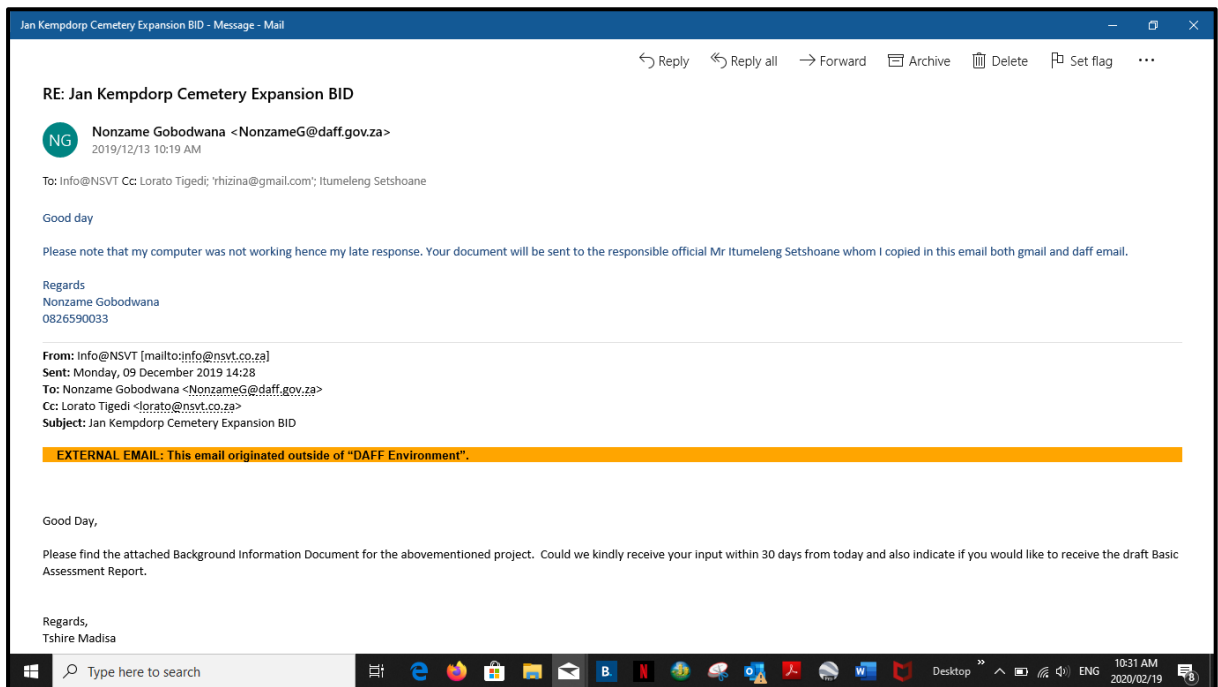 Jan Kempdorp Cemetery Expansion BID - Message - Mail
Reply Reply all Forward Archive Delete Set flag
RE: Jan Kempdorp Cemetery Expansion BID
NG
Nonzame Gobodwana <NonzameG@daff.gov.za>
2019/12/13 10:19 AM
To: Info@NSVT Cc: Lorato Tigedi; 'rhizina@gmail.com'; Itumeleng Setshoane
Good day
Please note that my computer was not working hence my late response. Your document will be sent to the responsible official Mr Itumeleng Setshoane whom I copied in this email both gmail and daff email.
Regards
Nonzame Gobodwana
0826590033
From: Info@NSVT [mailto:info@nsvt.co.za]
Sent: Monday, 09 December 2019 14:28
To: Nonzame Gobodwana <NonzameG@daff.gov.za>
Cc: Lorato Tigedi <lorato@nsvt.co.za>
Subject: Jan Kempdorp Cemetery Expansion BID
EXTERNAL EMAIL: This email originated outside of “DAFF Environment”.
Good Day,
Please find the attached Background Information Document for the abovementioned project.  Could we kindly receive your input within 30 days from today and also indicate if you would like to receive the draft Basic
Assessment Report.
Regards,
Tshire Madisa
Type here to search
B.
N
W
Desktop
ENG
10:31 AM
2020/02/19
8